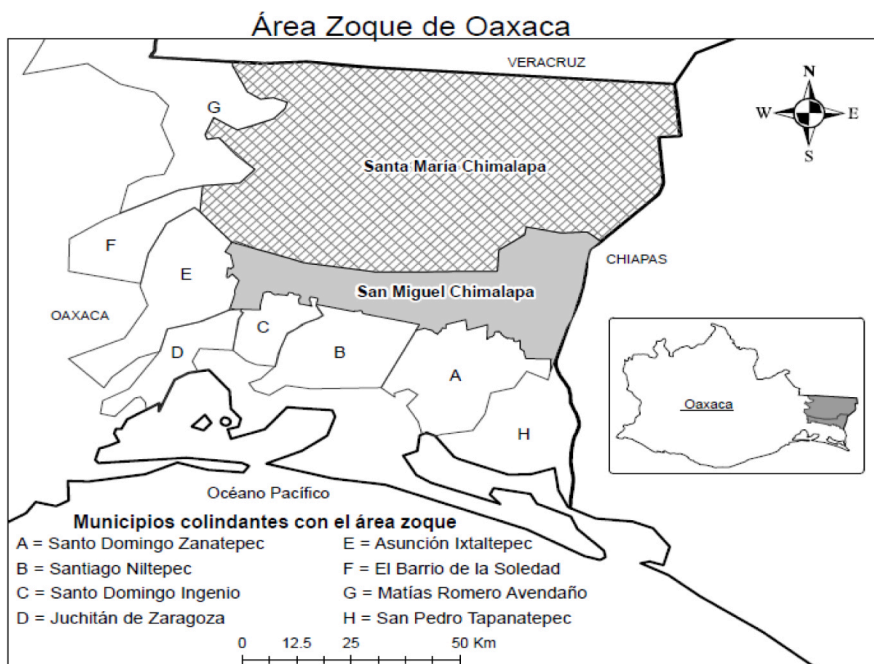 Área Zoque de Oaxaca
VERACRUZ
N
W
E
S
G
Santa María Chimalapa
F
E
CHIAPAS
San Miguel Chimalapa
OAXACA
C
D
B
A
H
Oaxaca
Océano Pacífico
Municipios colindantes con el área zoque
A = Santo Domingo Zanatepec
B = Santiago Niltepec
C = Santo Domingo Ingenio
D = Juchitán de Zaragoza
E = Asunción Ixtaltepec
F = El Barrio de la Soledad
G = Matías Romero Avendaño
H = San Pedro Tapanatepec
0 12.5 25 50 Km